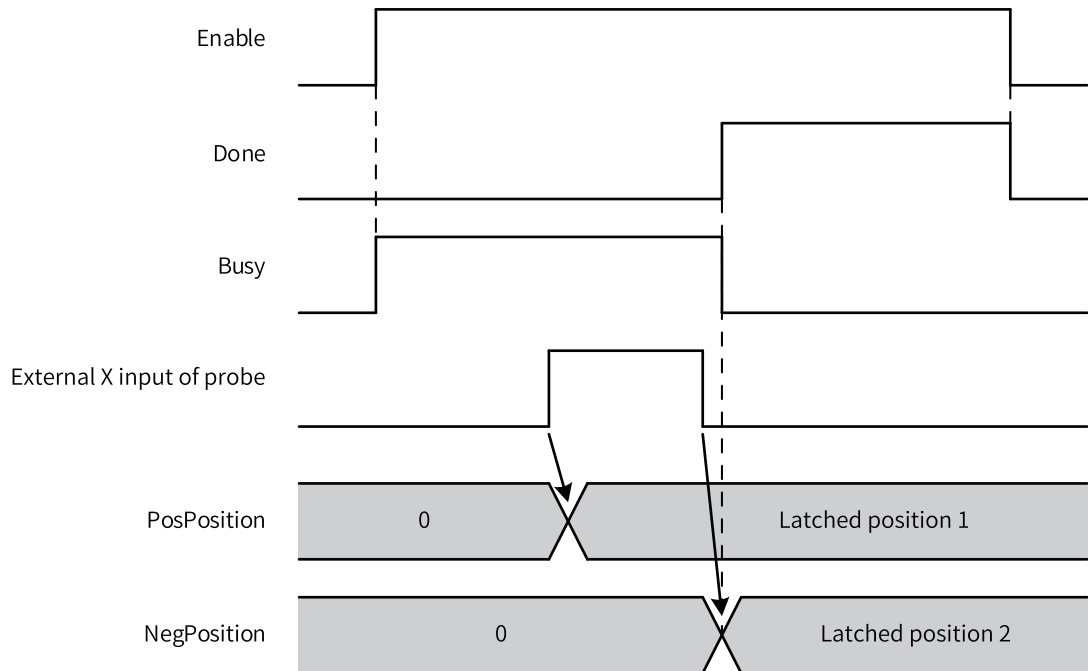 Enable
Done
Busy
External X input of probe
PosPosition
0
Latched position 1
NegPosition
0
Latched position 2